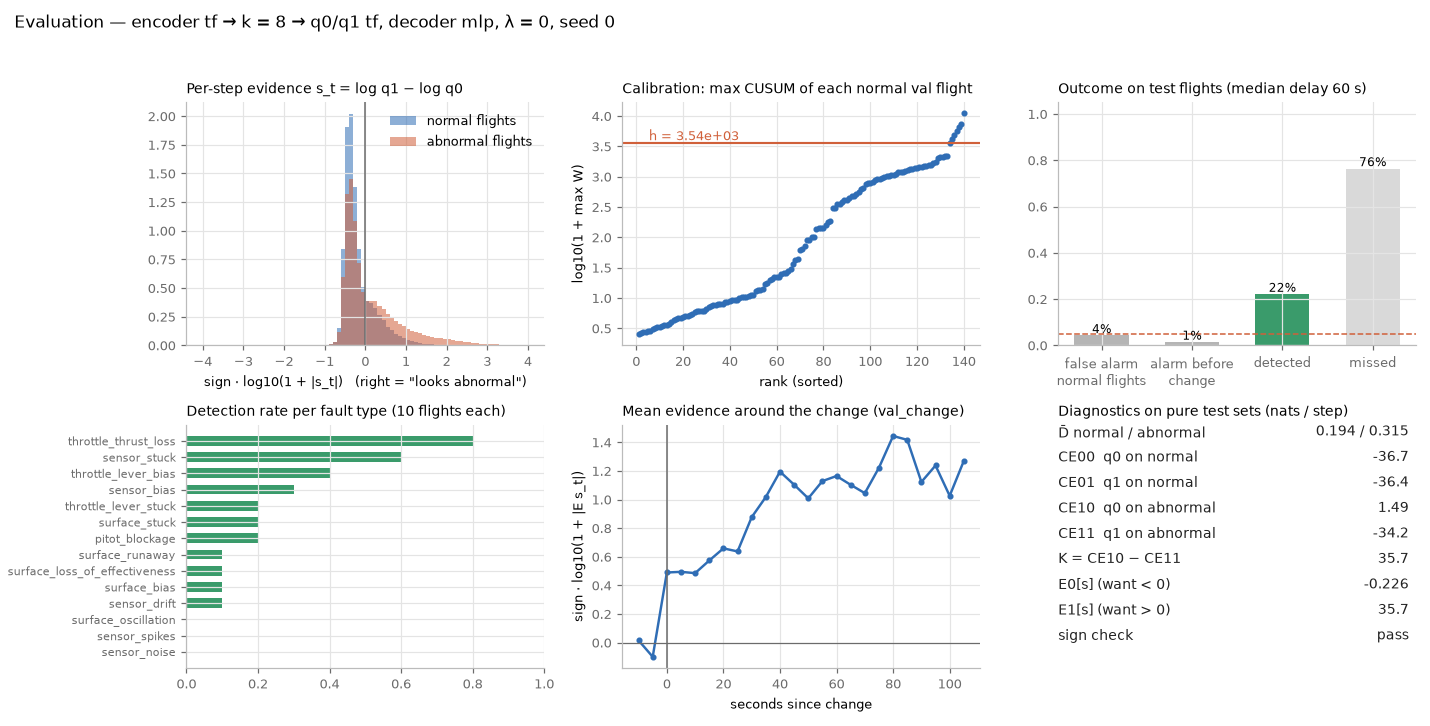 Evaluation — encoder tf → k = 8 → q0/q1 tf, decoder mlp, λ = 0, seed 0
Per-step evidence s_t = log q1 − log q0
normal flights
abnormal flights
2.00
1.75
1.50
1.25
1.00
0.75
0.50
0.25
0.00
−4 −3 −2 −1 0 1 2 3 4
sign · log10(1 + |s_t|) (right = "looks abnormal")
Calibration: max CUSUM of each normal val flight
h = 3.54e+03
log10(1 + max W)
4.0
3.5
3.0
2.5
2.0
1.5
1.0
0.5
0 20 40 60 80 100 120 140
rank (sorted)
Outcome on test flights (median delay 60 s)
1.0
0.8
0.6
0.4
0.2
0.0
4%
1%
22%
76%
false alarm
normal flights
alarm before
change
detected
missed
Detection rate per fault type (10 flights each)
throttle_thrust_loss
sensor_stuck
throttle_lever_bias
sensor_bias
throttle_lever_stuck
surface_stuck
pitot_blockage
surface_runaway
surface_loss_of_effectiveness
surface_bias
sensor_drift
surface_oscillation
sensor_spikes
sensor_noise
0.0 0.2 0.4 0.6 0.8 1.0
Mean evidence around the change (val_change)
sign · log10(1 + |E s_t|)
1.4
1.2
1.0
0.8
0.6
0.4
0.2
0.0
0 20 40 60 80 100
seconds since change
Diagnostics on pure test sets (nats / step)
D̄ normal / abnormal 0.194 / 0.315
CE00 q0 on normal -36.7
CE01 q1 on normal -36.4
CE10 q0 on abnormal 1.49
CE11 q1 on abnormal -34.2
K = CE10 − CE11 35.7
E0[s] (want < 0) -0.226
E1[s] (want > 0) 35.7
sign check pass